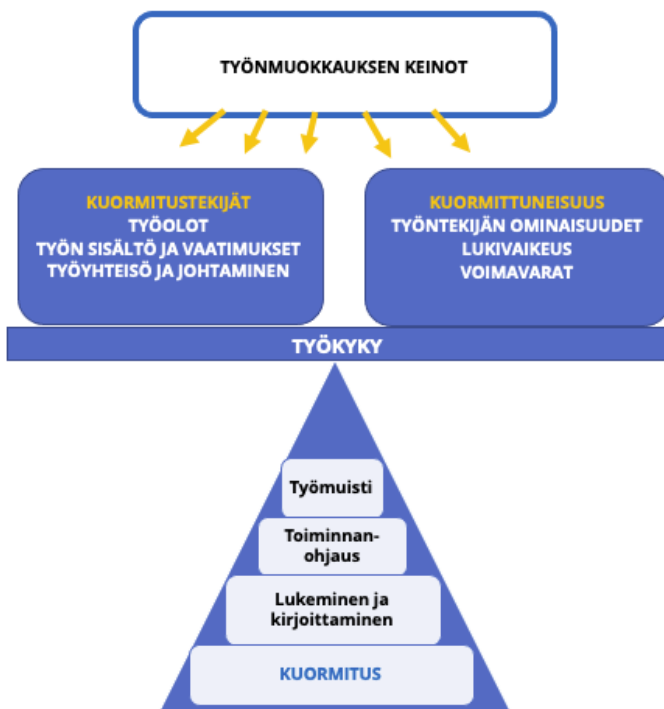 TYÖNMUOKKAUKSEN KEINOT
KUORMITUSTEKIJÄT
TYÖOLOT
TYÖN SISÄLTÖ JA VAATIMUKSET
TYÖYHTEISÖ JA JOHTAMINEN
KUORMITTUNEISUUS
TYÖNTEKIJÄN OMINAISUUDET
LUKIVAIKEUS
VOIMAVARAT
TYÖKYKY
Työmuisti
Toiminnan-
ohjaus
Lukeminen ja
kirjoittaminen
KUORMITUS